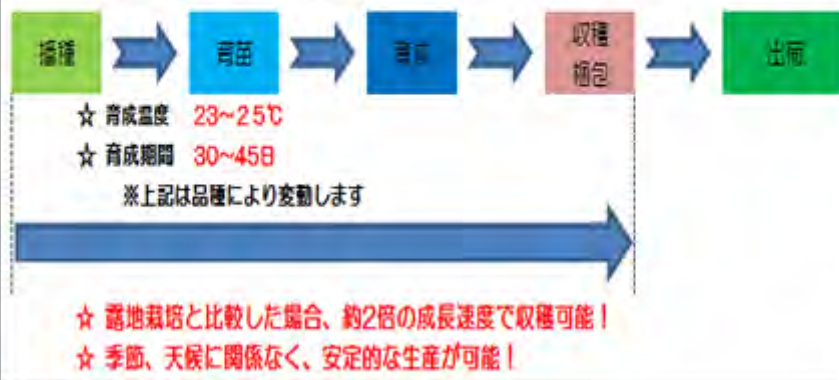 播種
育苗
育成
収穫
梱包
出荷
☆ 育成温度 23~25℃
☆ 育成期間 30~45日
※上記は品種により変動します
☆ 露地栽培と比較した場合、約2倍の成長速度で収穫可能！
☆ 季節、天候に関係なく、安定的な生産が可能！